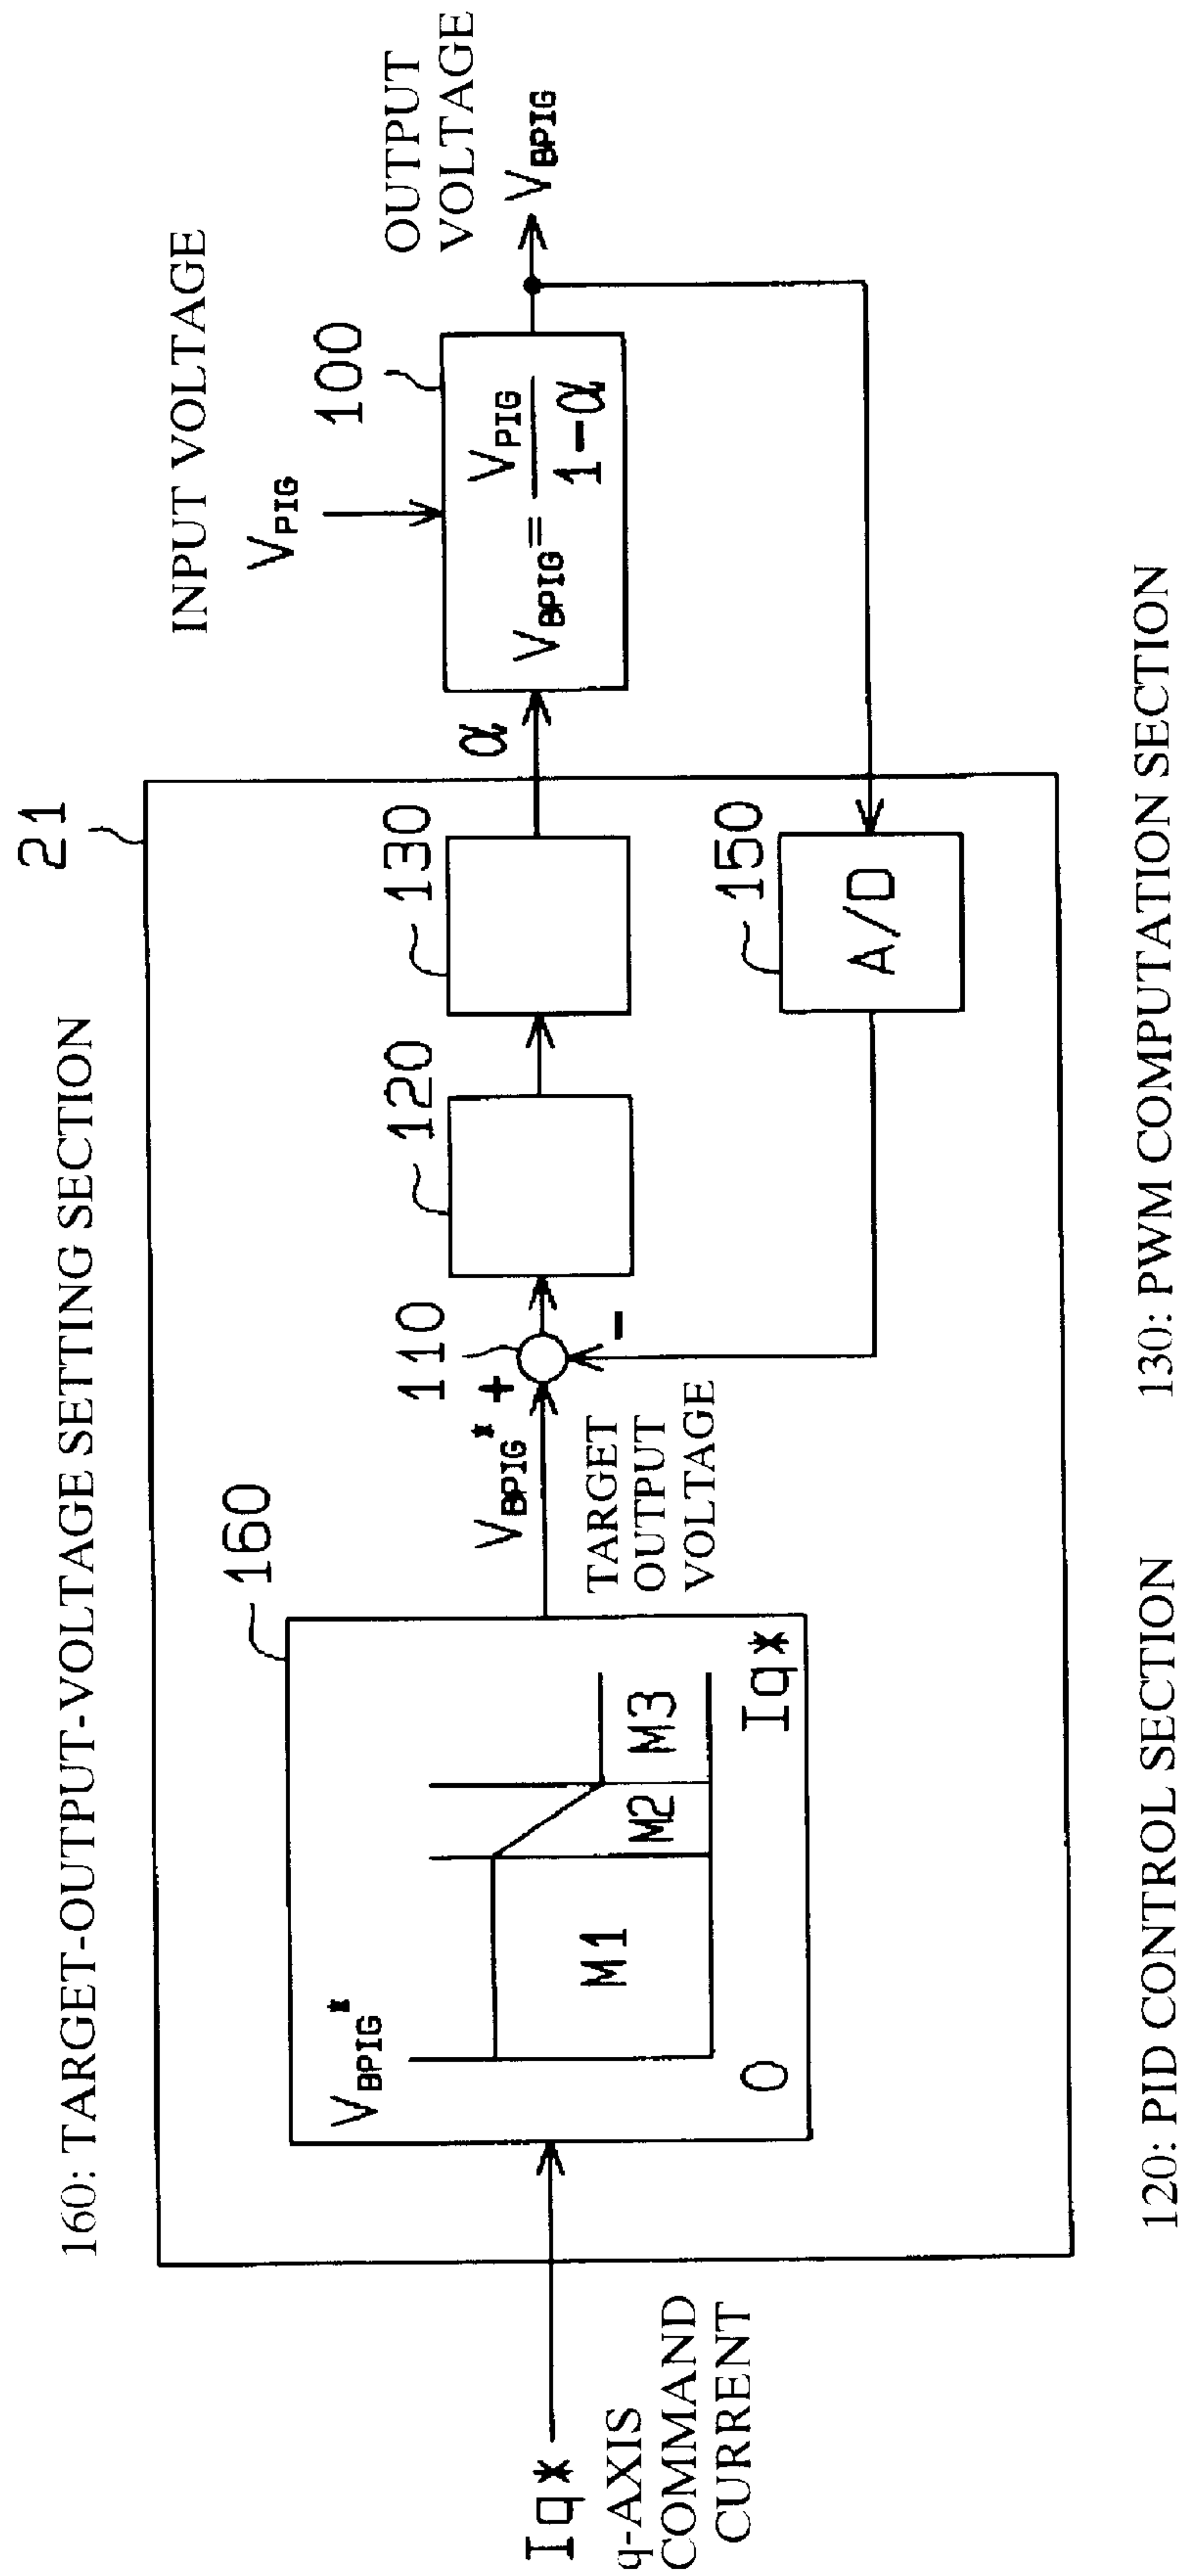 160: TARGET-OUTPUT-VOLTAGE SETTING SECTION
21
INPUT VOLTAGE
V_PIG
160
V_BPIG*
M1
M2
M3
0
Iq*
Iq*
q-AXIS
COMMAND
CURRENT
V_BPIG*
+
-
TARGET
OUTPUT
VOLTAGE
110
120
130
α
100
V_BPIG = V_PIG / 1-α
OUTPUT
VOLTAGE
V_BPIG
150
A/D
120: PID CONTROL SECTION
130: PWM COMPUTATION SECTION